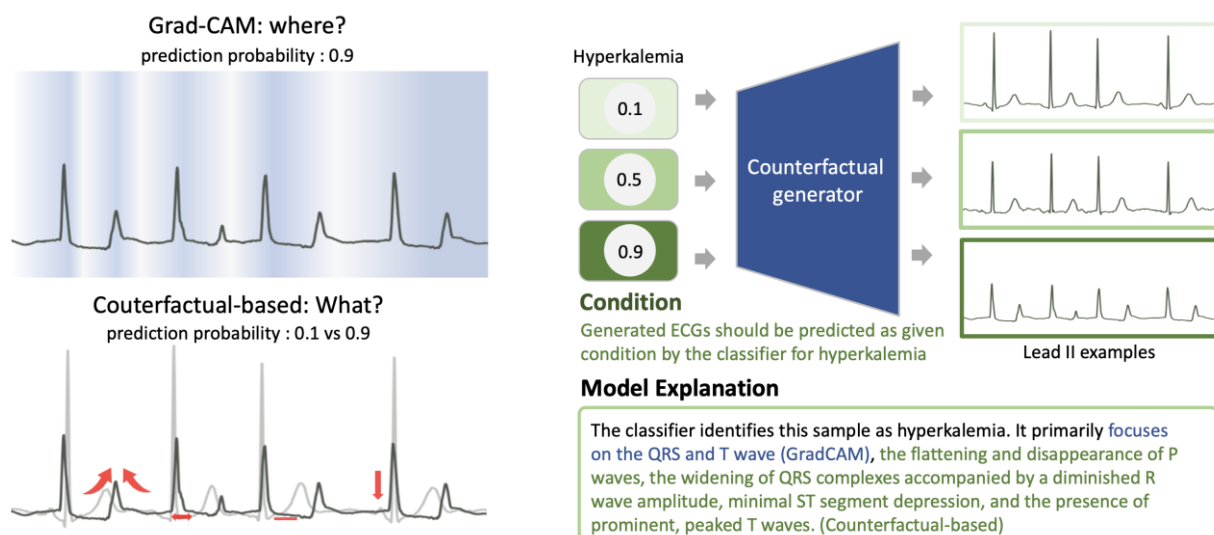 Grad-CAM: where?
prediction probability : 0.9
Couterfactual-based: What?
prediction probability : 0.1 vs 0.9
Hyperkalemia
0.1
0.5
0.9
Counterfactual
generator
Condition
Generated ECGs should be predicted as given
condition by the classifier for hyperkalemia
Lead II examples
Model Explanation
The classifier identifies this sample as hyperkalemia. It primarily focuses
on the QRS and T wave (GradCAM), the flattening and disappearance of P
waves, the widening of QRS complexes accompanied by a diminished R
wave amplitude, minimal ST segment depression, and the presence of
prominent, peaked T waves. (Counterfactual-based)